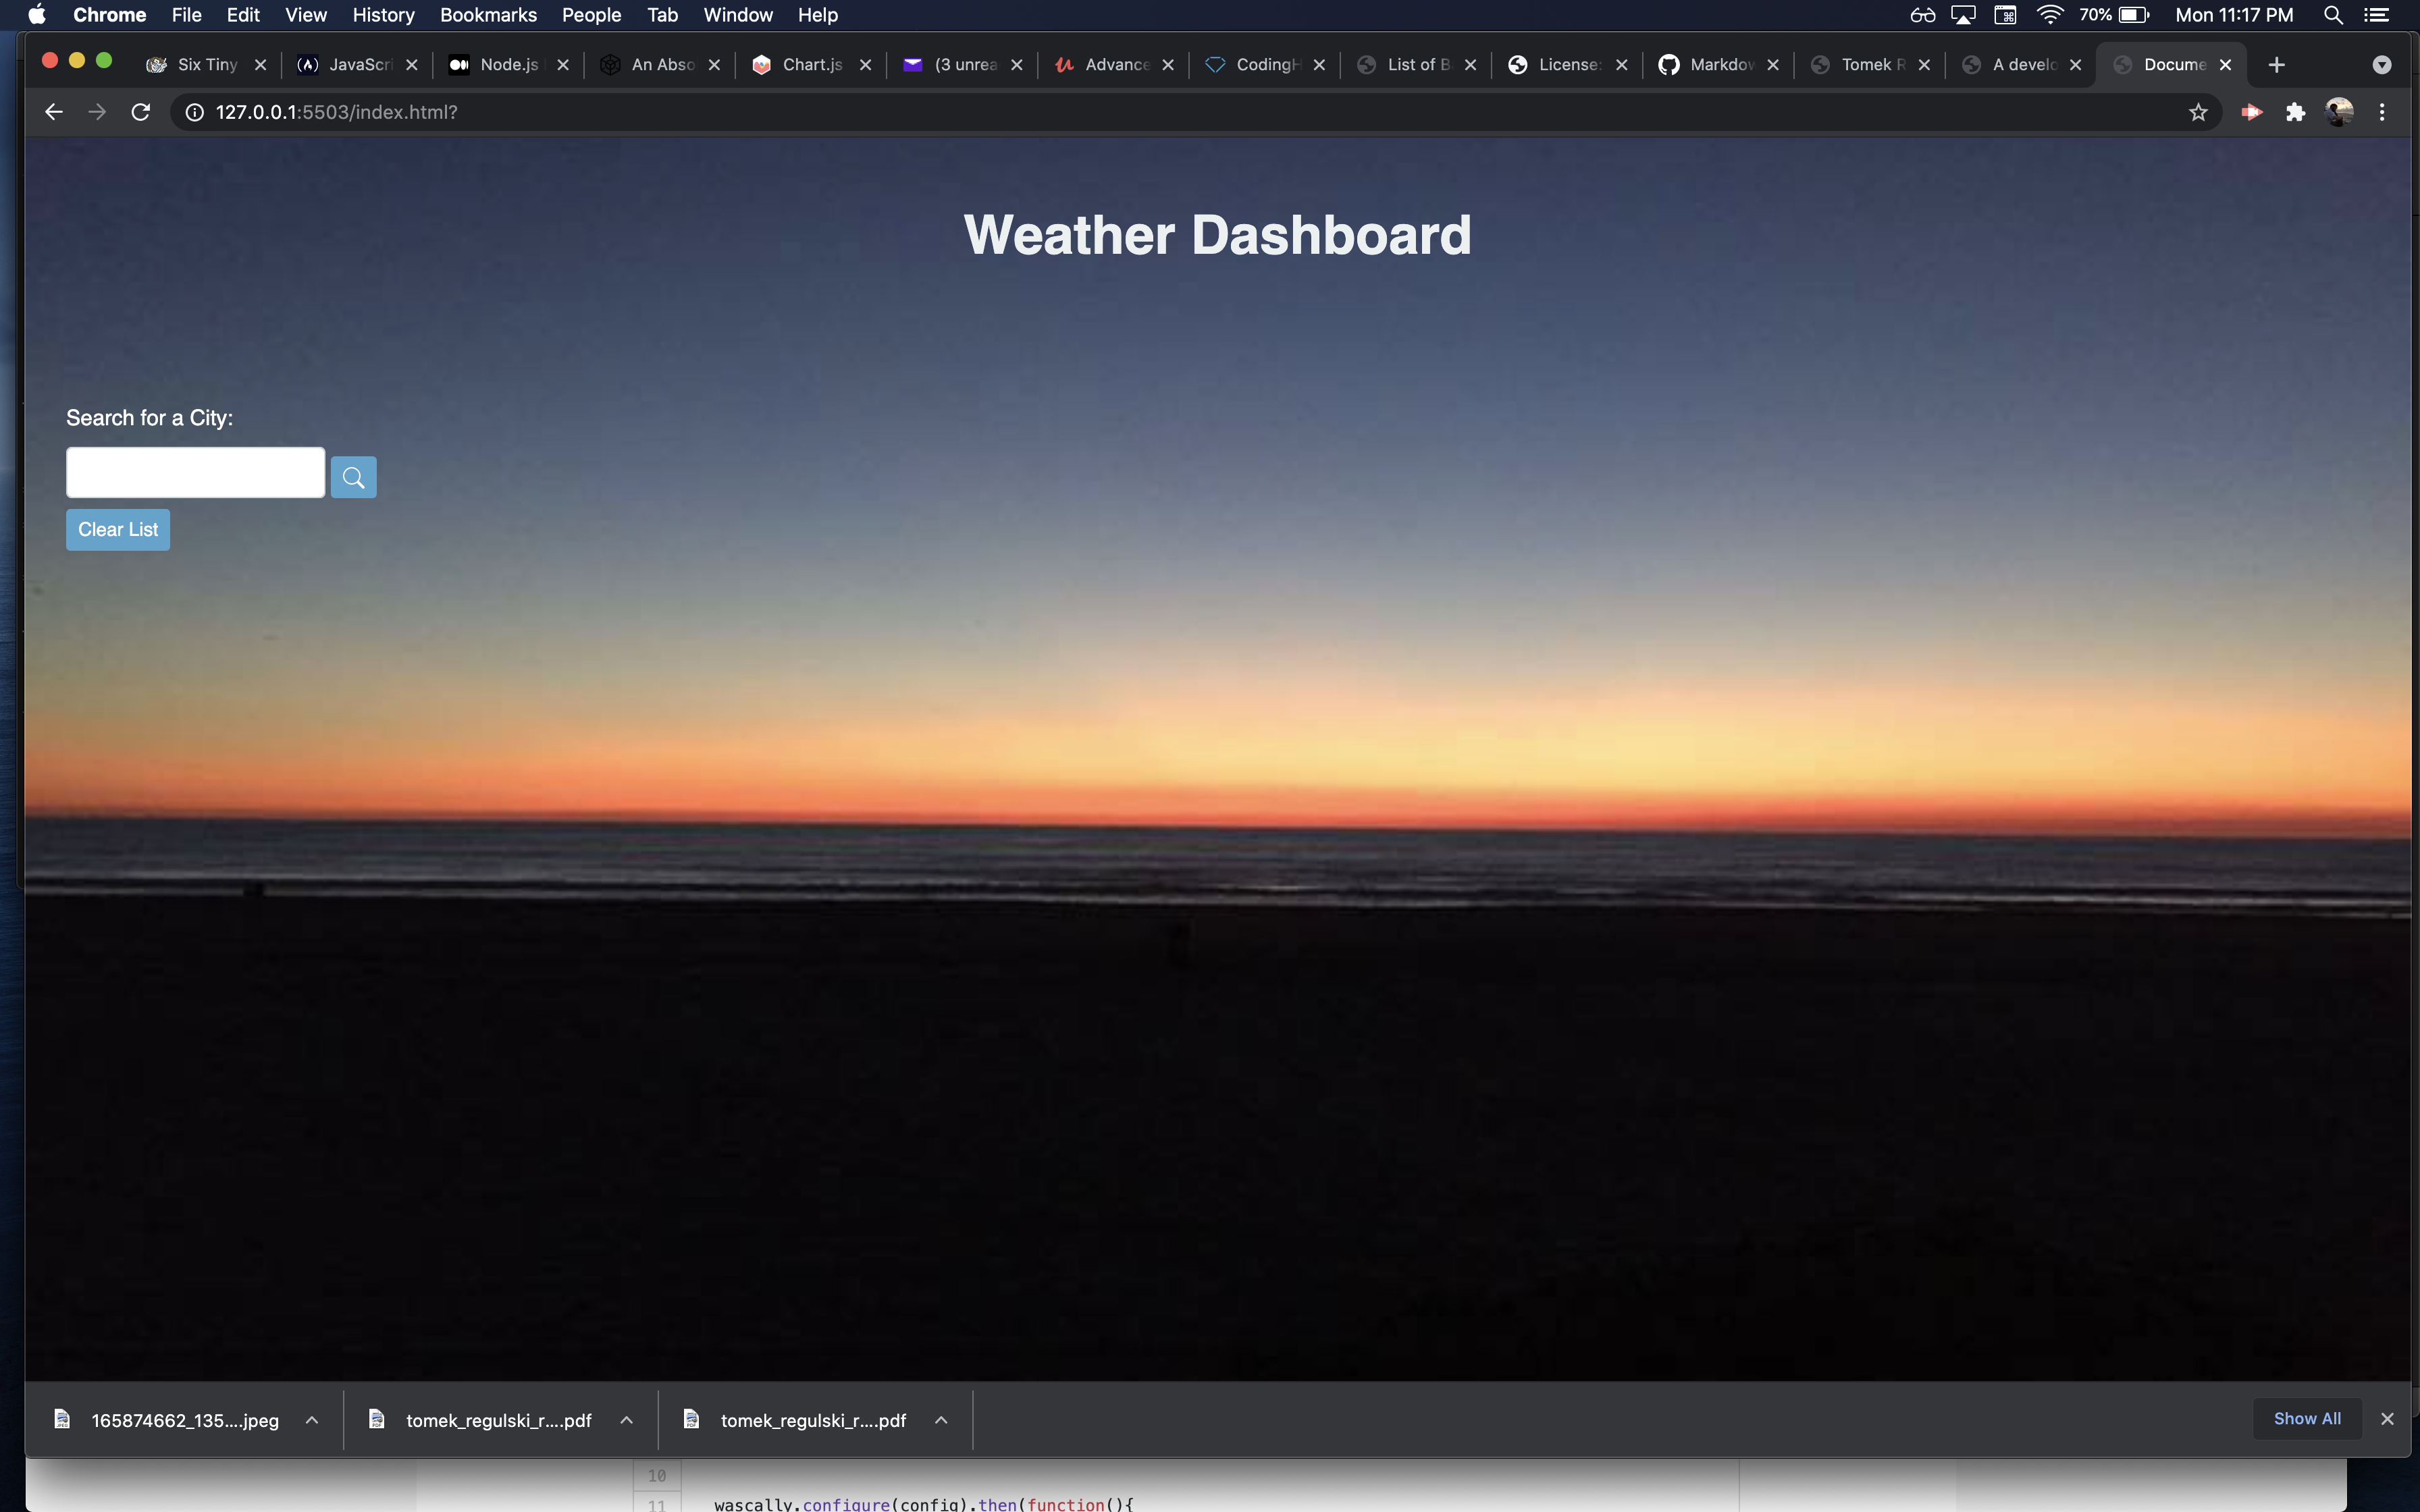 Chrome File Edit View History Bookmarks People Tab Window Help 70% Mon 11:17 PM
Six Tiny JavaScri Node.js An Abso Chart.js (3 unrea Advance CodingH List of B License: Markdow Tomek R A develo Docume
127.0.0.1:5503/index.html?
Weather Dashboard
Search for a City:
Clear List
165874662_135....jpeg tomek_regulski_r....pdf tomek_regulski_r....pdf Show All
10
11 wascally.configure(config).then(function(){